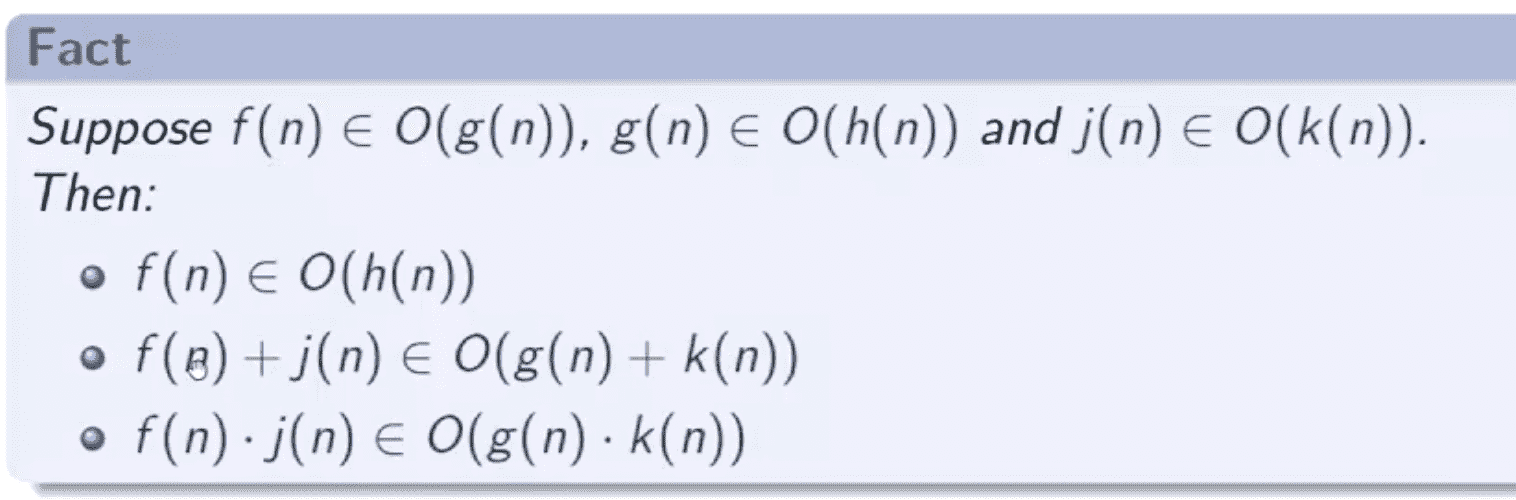 Fact
Suppose f(n) ∈ O(g(n)), g(n) ∈ O(h(n)) and j(n) ∈ O(k(n)).
Then:
f(n) ∈ O(h(n))
f(n) + j(n) ∈ O(g(n) + k(n))
f(n) · j(n) ∈ O(g(n) · k(n))